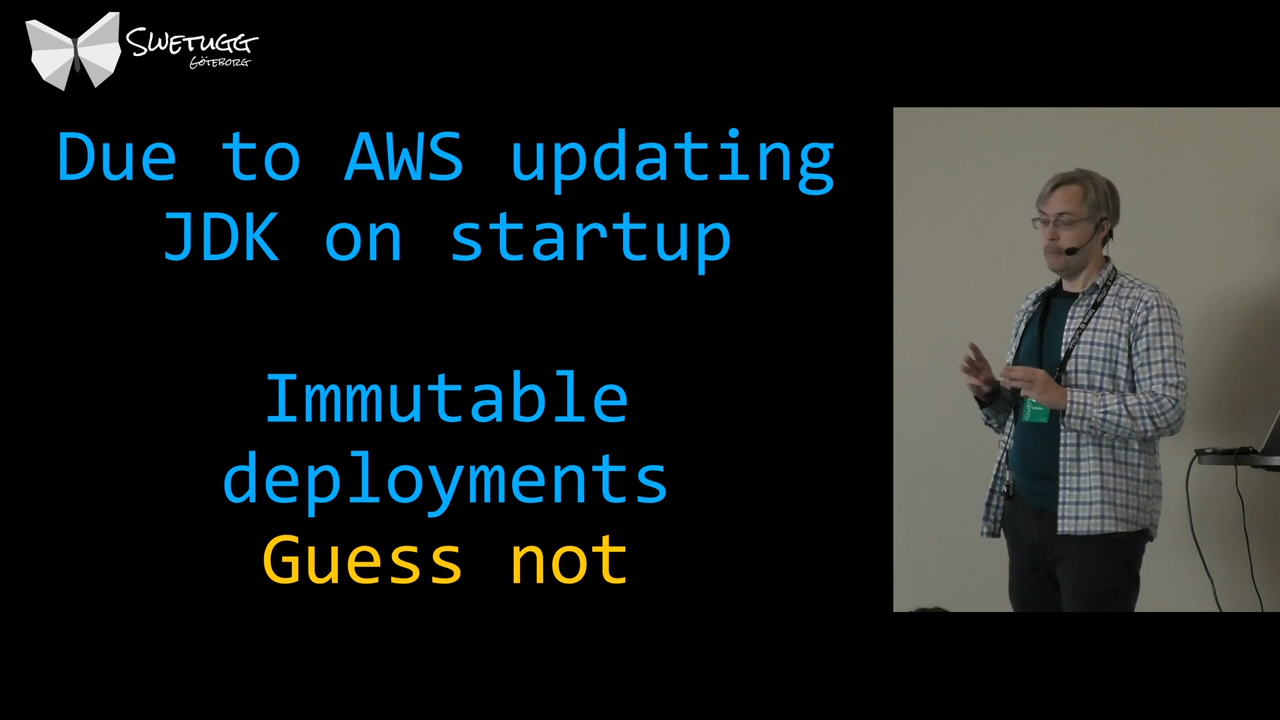 SWETUGG
GÖTEBORG
Due to AWS updating
JDK on startup
Immutable
deployments
Guess not